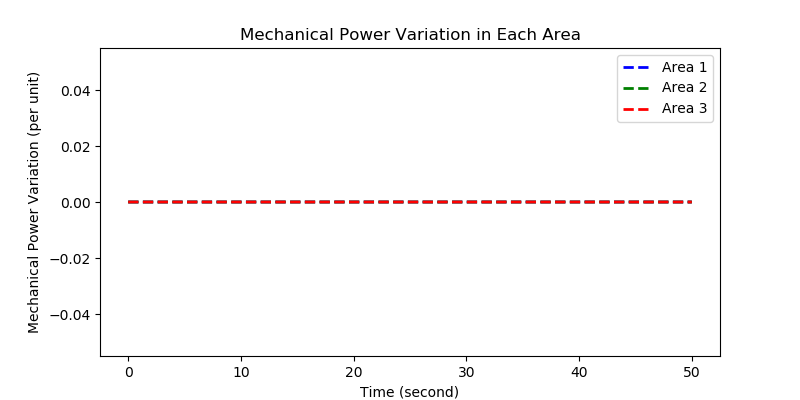 Mechanical Power Variation in Each Area
Area 1
Area 2
Area 3
Mechanical Power Variation (per unit)
0.04
0.02
0.00
−0.02
−0.04
0 10 20 30 40 50
Time (second)